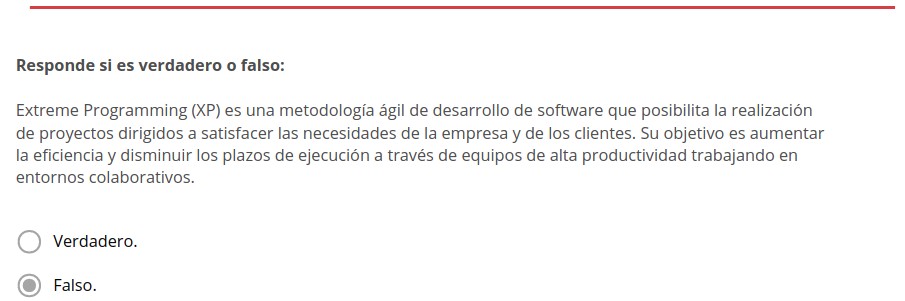 Responde si es verdadero o falso:
Extreme Programming (XP) es una metodología ágil de desarrollo de software que posibilita la realización
de proyectos dirigidos a satisfacer las necesidades de la empresa y de los clientes. Su objetivo es aumentar
la eficiencia y disminuir los plazos de ejecución a través de equipos de alta productividad trabajando en
entornos colaborativos.
Verdadero.
Falso.